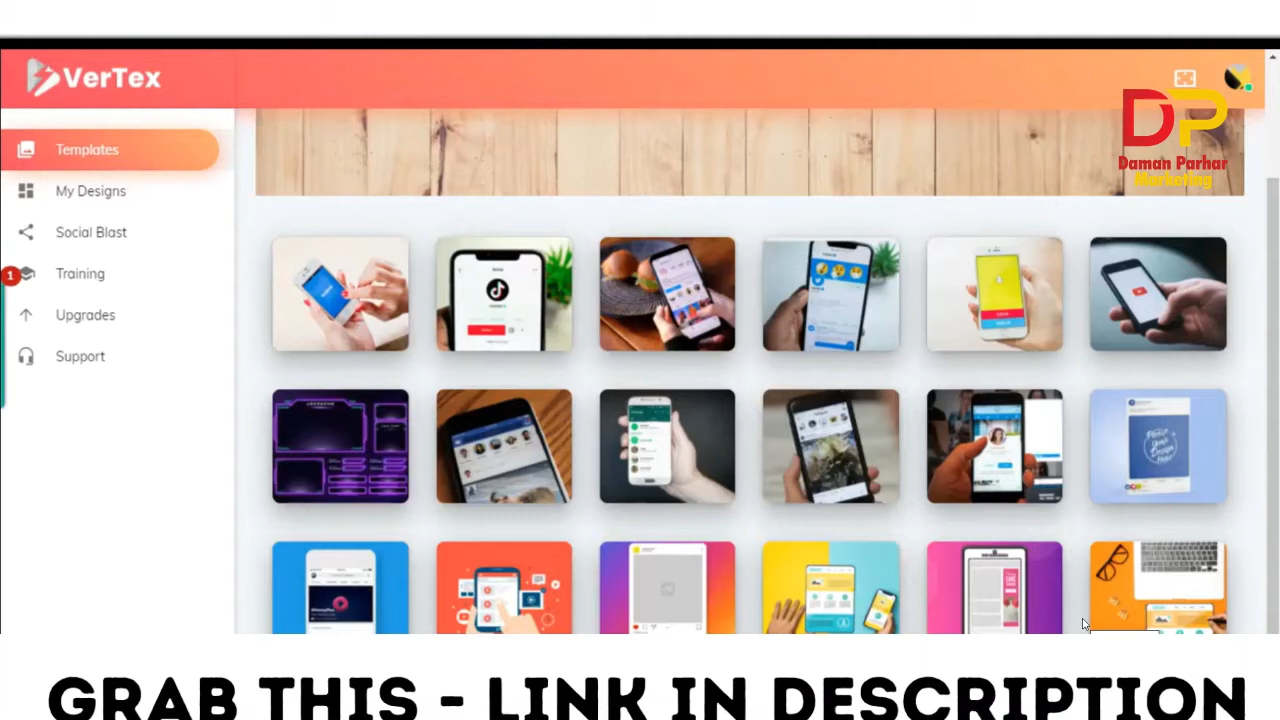 VerTex
DP
Daman Parhar
Marketing
Templates
My Designs
Social Blast
1
Training
Upgrades
Support
GRAB THIS - LINK IN DESCRIPTION